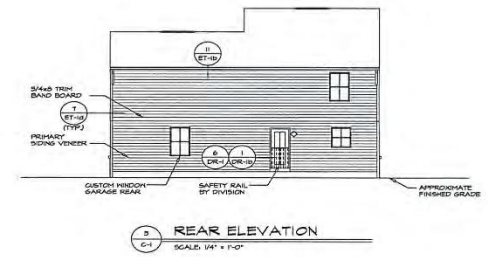 11
ET-1b
5/4x8 TRIM
BAND BOARD
7
ET-1d
(TYP.)
PRIMARY
SIDING VENEER
6
DR-1
1
DR-1b
CUSTOM WINDOW
GARAGE REAR
SAFETY RAIL
BY DIVISION
APPROXIMATE
FINISHED GRADE
3
C-1
REAR ELEVATION
SCALE: 1/4" = 1'-0"